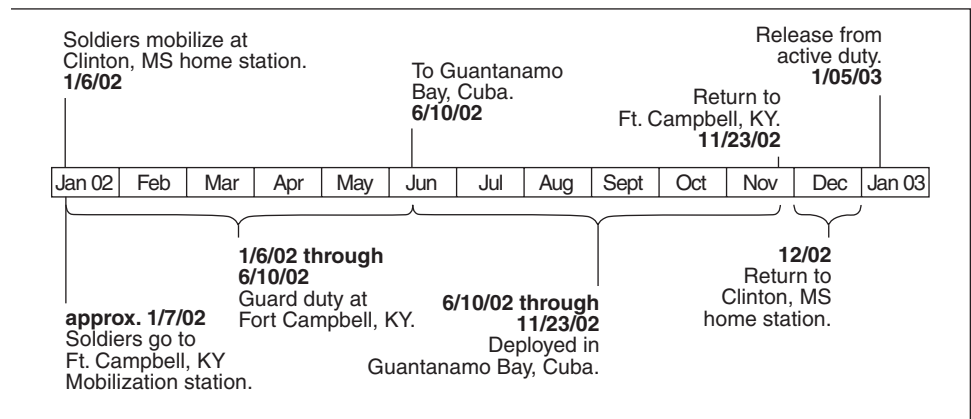 Soldiers mobilize at
Clinton, MS home station.
1/6/02
To Guantanamo
Bay, Cuba.
6/10/02
Return to
Ft. Campbell, KY.
11/23/02
Release from
active duty.
1/05/03
Jan 02 Feb Mar Apr May Jun Jul Aug Sept Oct Nov Dec Jan 03
approx. 1/7/02
Soldiers go to
Ft. Campbell, KY
Mobilization station.
1/6/02 through
6/10/02
Guard duty at
Fort Campbell, KY.
6/10/02 through
11/23/02
Deployed in
Guantanamo Bay, Cuba.
12/02
Return to
Clinton, MS
home station.